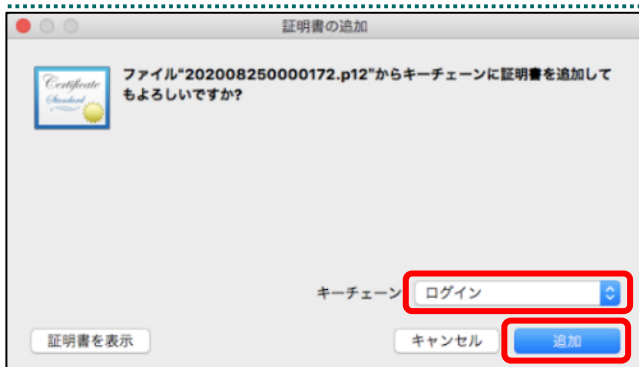 証明書の追加
Certificate
Standard
ファイル"202008250000172.p12"からキーチェーンに証明書を追加して
もよろしいですか?
キーチェーン ログイン
証明書を表示 キャンセル 追加